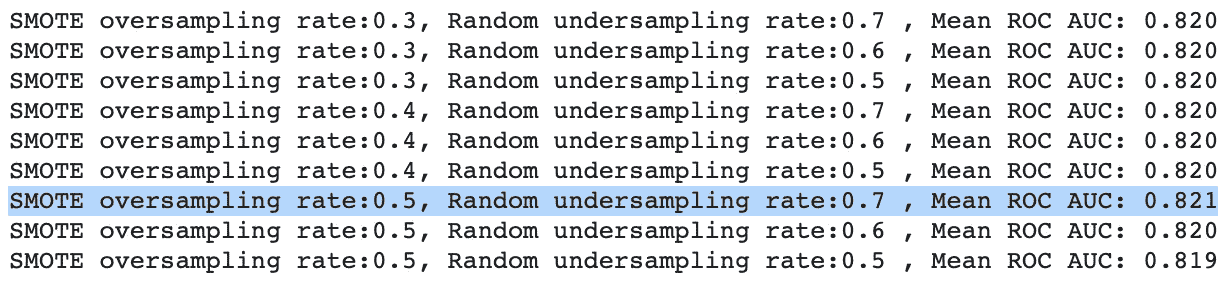 SMOTE oversampling rate:0.3, Random undersampling rate:0.7 , Mean ROC AUC: 0.820
SMOTE oversampling rate:0.3, Random undersampling rate:0.6 , Mean ROC AUC: 0.820
SMOTE oversampling rate:0.3, Random undersampling rate:0.5 , Mean ROC AUC: 0.820
SMOTE oversampling rate:0.4, Random undersampling rate:0.7 , Mean ROC AUC: 0.820
SMOTE oversampling rate:0.4, Random undersampling rate:0.6 , Mean ROC AUC: 0.820
SMOTE oversampling rate:0.4, Random undersampling rate:0.5 , Mean ROC AUC: 0.820
SMOTE oversampling rate:0.5, Random undersampling rate:0.7 , Mean ROC AUC: 0.821
SMOTE oversampling rate:0.5, Random undersampling rate:0.6 , Mean ROC AUC: 0.820
SMOTE oversampling rate:0.5, Random undersampling rate:0.5 , Mean ROC AUC: 0.819